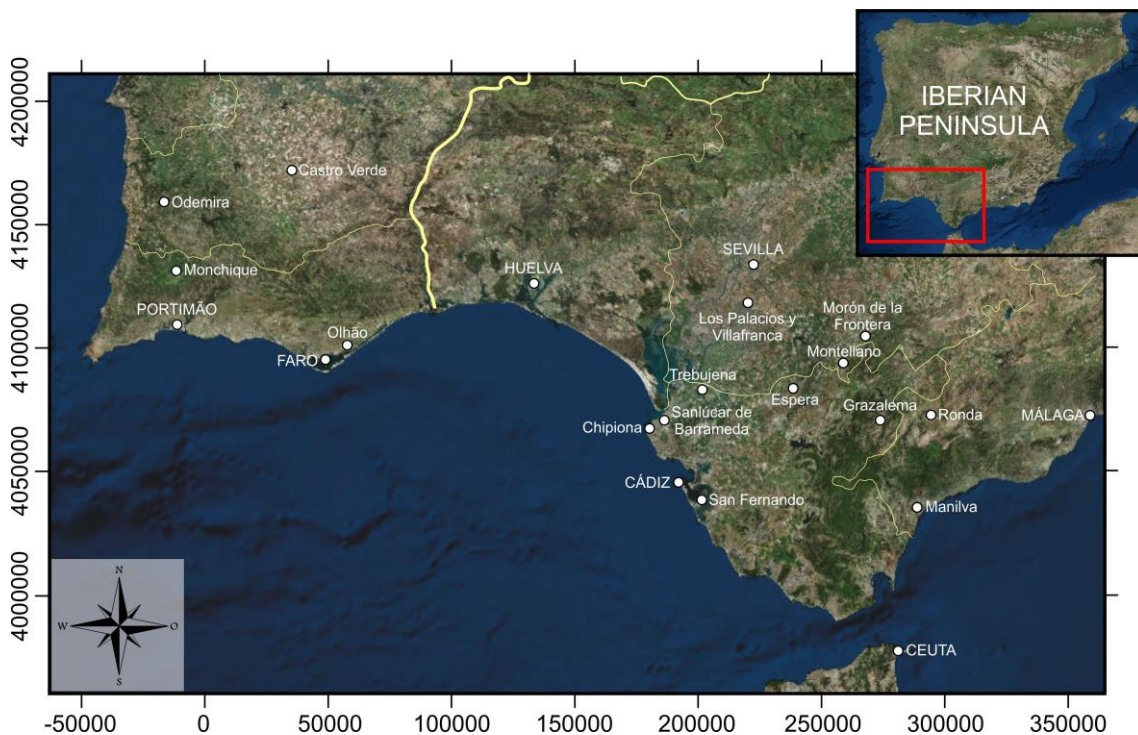 IBERIAN
PENINSULA
4200000
4150000
4100000
4050000
4000000
Castro Verde
Odemira
Monchique
PORTIMÃO
Olhão
FARO
HUELVA
SEVILLA
Los Palacios y
Villafranca
Morón de la
Frontera
Montellano
Trebujena
Espera
Grazalema
Ronda
MÁLAGA
Sanlúcar de
Barrameda
Chipiona
CÁDIZ
San Fernando
Manilva
CEUTA
N
W
O
S
-50000
0
50000
100000
150000
200000
250000
300000
350000